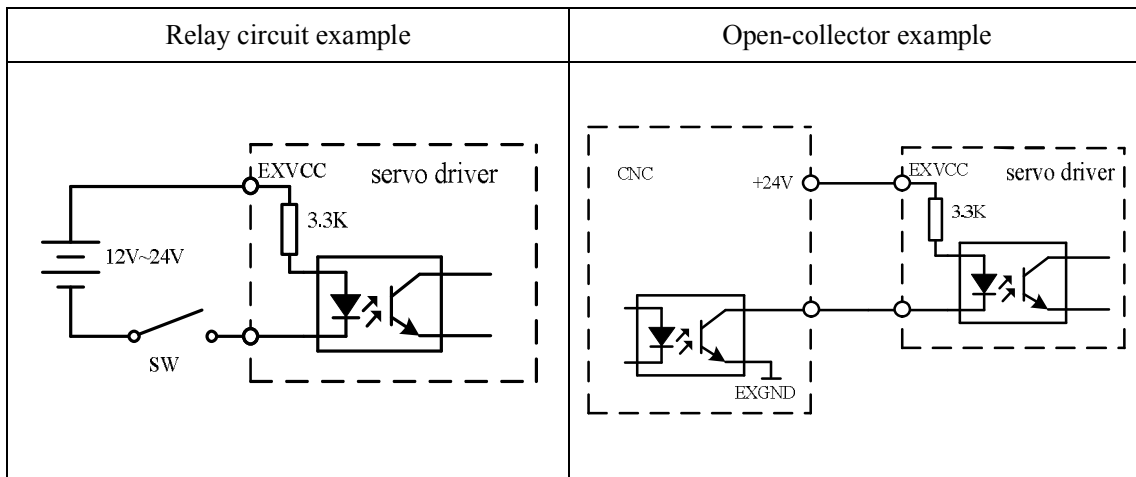 Relay circuit example
Open-collector example
EXVCC
servo driver
3.3K
12V~24V
SW
CNC
+24V
EXVCC
servo driver
3.3K
EXGND